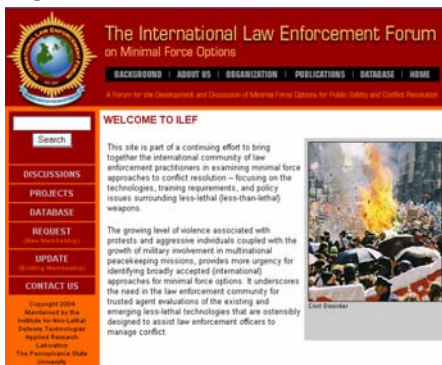 The International Law Enforcement Forum
on Minimal Force Options
BACKGROUND | ABOUT US | ORGANIZATION | PUBLICATIONS | DATABASE | HOME
A Forum for the Development and Discussion of Minimal Force Options for Public Safety and Conflict Resolution
Search
DISCUSSIONS
PROJECTS
DATABASE
REQUEST
(New Membership)
UPDATE
(Existing Membership)
CONTACT US
Copyright 2004
Maintained by the
Institute for Non-Lethal
Defense Technologies
Applied Research
Laboratory
The Pennsylvania State
University
WELCOME TO ILEF
This site is part of a continuing effort to bring
together the international community of law
enforcement practitioners in examining minimal force
approaches to conflict resolution – focusing on the
technologies, training requirements, and policy
issues surrounding less-lethal (less-than-lethal)
weapons.
The growing level of violence associated with
protests and aggressive individuals coupled with the
growth of military involvement in multinational
peacekeeping missions, provides more urgency for
identifying broadly accepted (international)
approaches for minimal force options. It underscores
the need in the law enforcement community for
trusted agent evaluations of the existing and
emerging less-lethal technologies that are ostensibly
designed to assist law enforcement officers to
manage conflict.
Civil Disorder